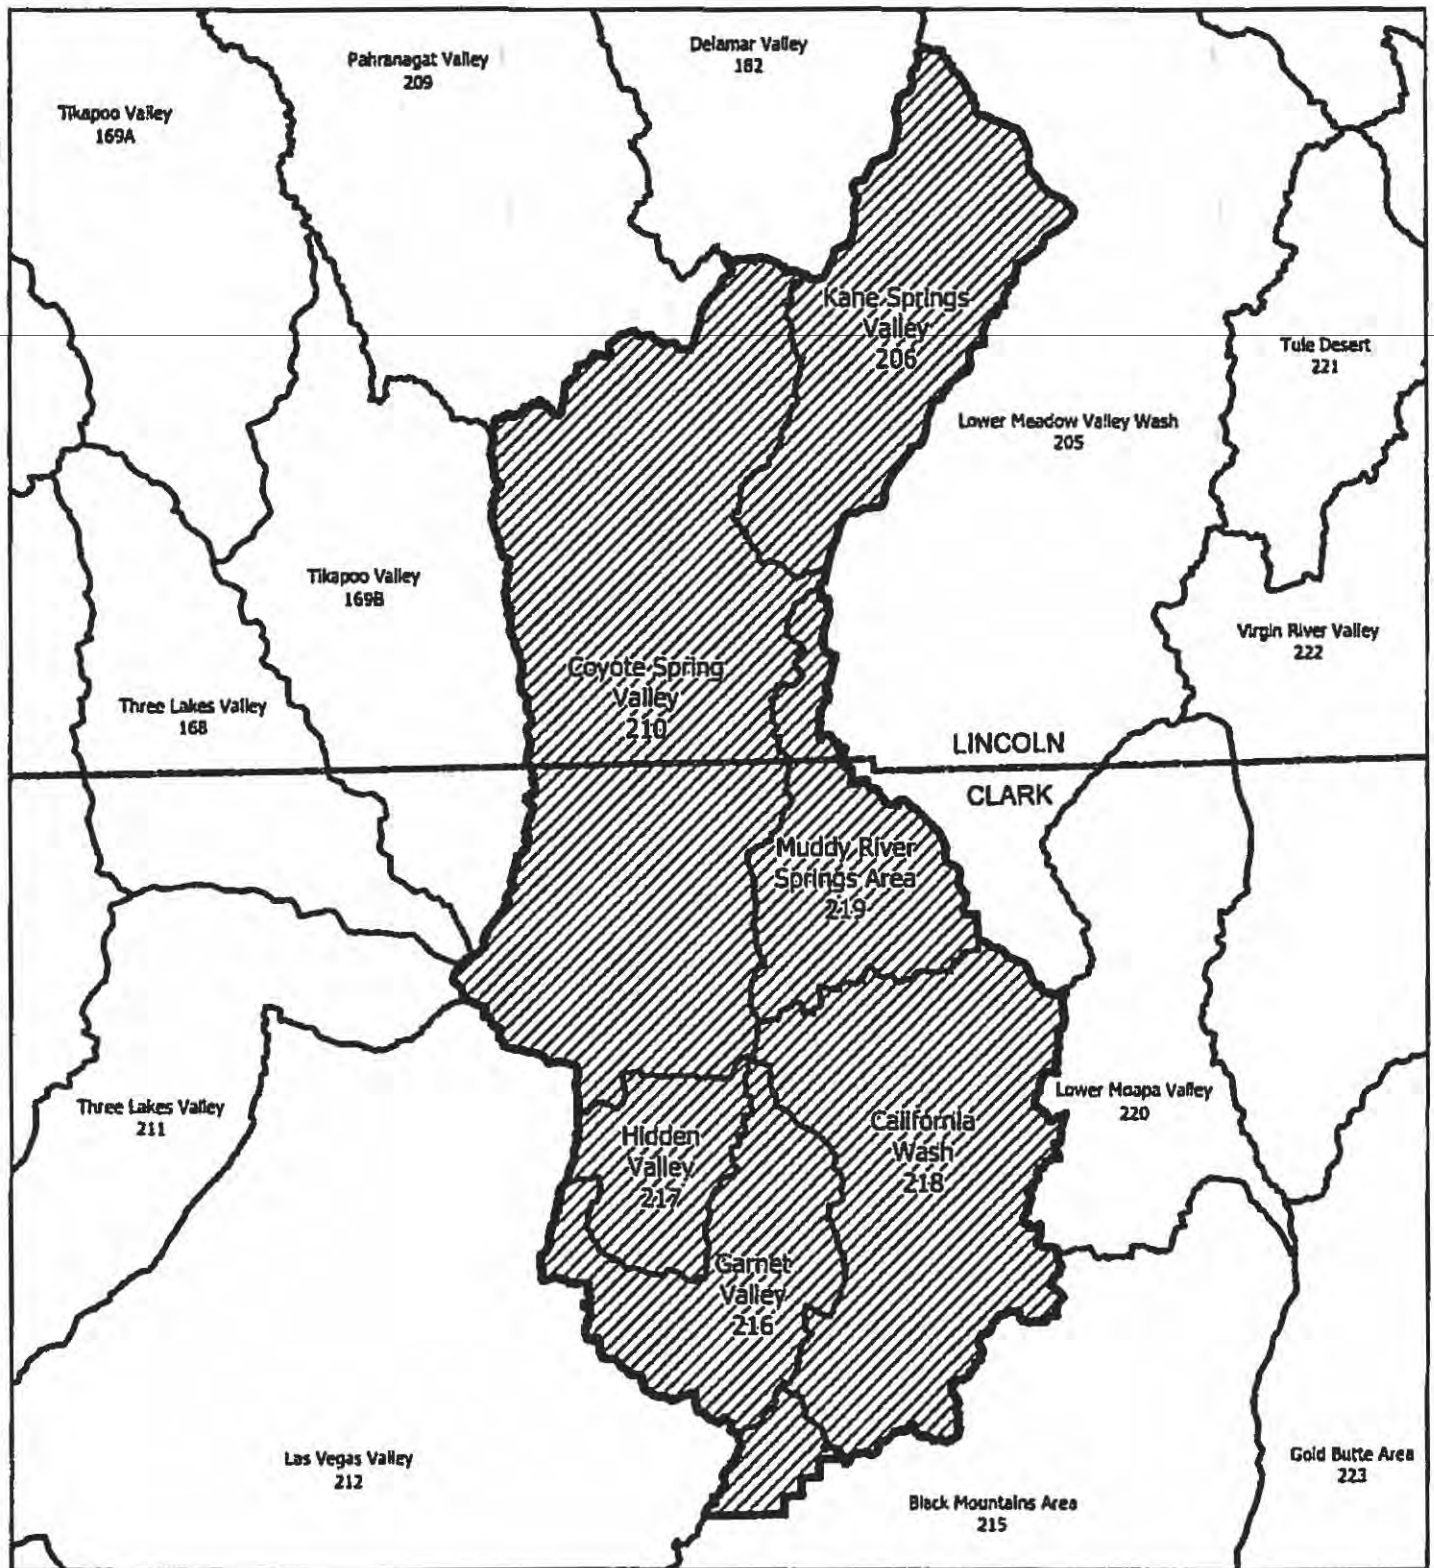 Delamar Valley
182
Pahranagat Valley
209
Tikapoo Valley
169A
Kane Springs
Valley
206
Tule Desert
221
Lower Meadow Valley Wash
205
Tikapoo Valley
169B
Virgin River Valley
222
Coyote Spring
Valley
210
Three Lakes Valley
168
LINCOLN
CLARK
Muddy River
Springs Area
219
Lower Moapa Valley
220
Three Lakes Valley
211
California
Wash
218
Hidden
Valley
217
Garnet
Valley
216
Las Vegas Valley
212
Gold Butte Area
223
Black Mountains Area
215